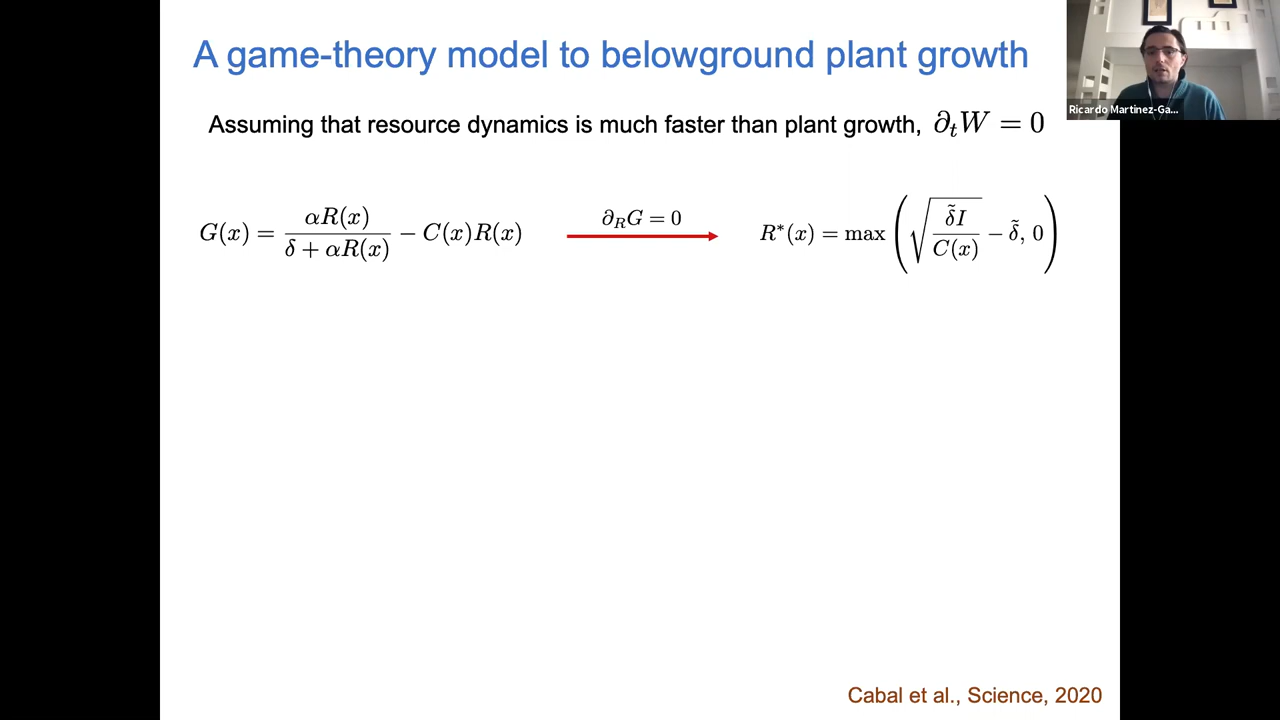 A game-theory model to belowground plant growth
Ricardo Martinez-Ga...
Assuming that resource dynamics is much faster than plant growth, ∂ₜW = 0
G(x) = αR(x) / (δ + αR(x)) − C(x)R(x)
∂_R G = 0
R*(x) = max(√(δ̃I / C(x)) − δ̃, 0)
Cabal et al., Science, 2020